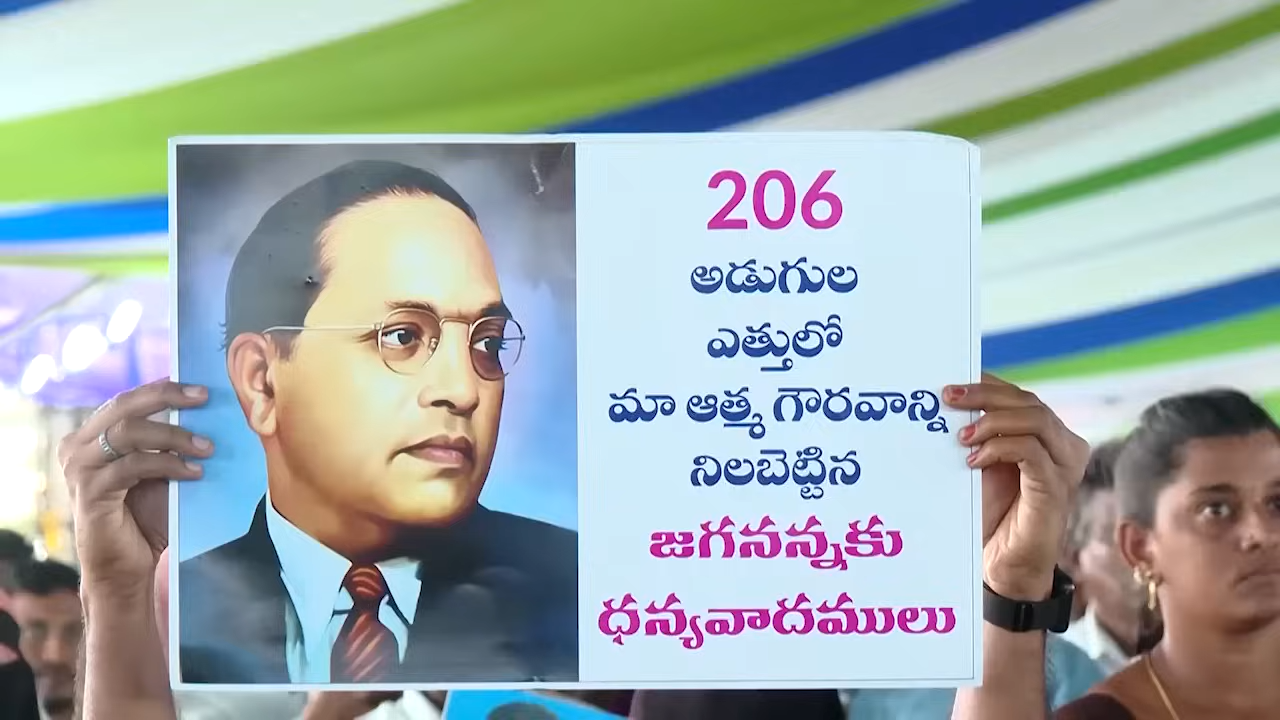 206
అడుగుల
ఎత్తులో
మా ఆత్మ గౌరవాన్ని
నిలబెట్టిన
జగనన్నకు
ధన్యవాదములు